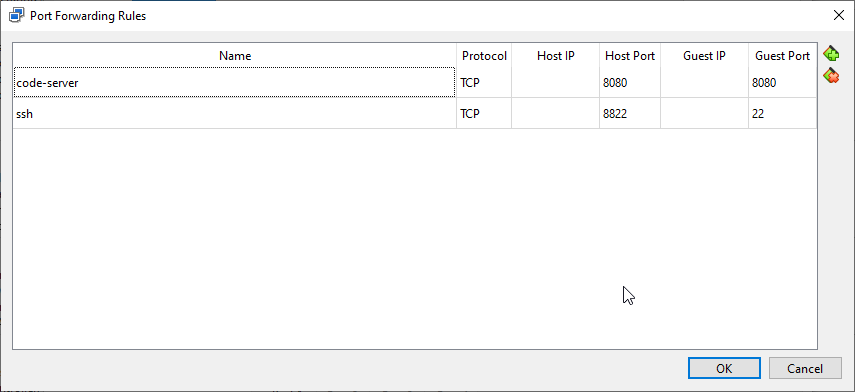 Port Forwarding Rules
Name Protocol Host IP Host Port Guest IP Guest Port
code-server TCP 8080 8080
ssh TCP 8822 22
OK Cancel